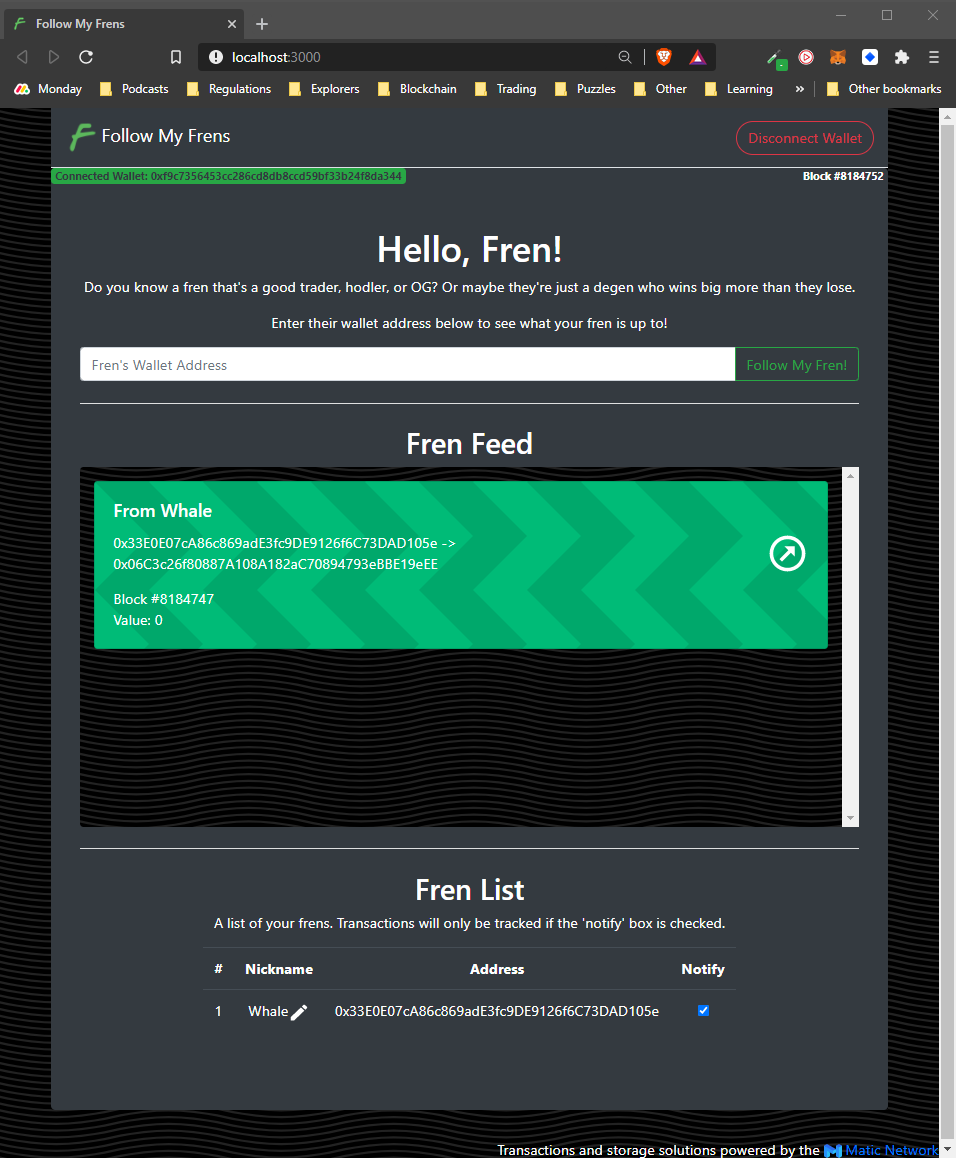 Follow My Frens
localhost:3000
Monday Podcasts Regulations Explorers Blockchain Trading Puzzles Other Learning » Other bookmarks
Follow My Frens Disconnect Wallet
Connected Wallet: 0xf9c7356453cc286cd8db8ccd59bf33b24f8da344 Block #8184752
Hello, Fren!
Do you know a fren that's a good trader, hodler, or OG? Or maybe they're just a degen who wins big more than they lose.
Enter their wallet address below to see what your fren is up to!
Fren's Wallet Address Follow My Fren!
Fren Feed
From Whale
0x33E0E07cA86c869adE3fc9DE9126f6C73DAD105e ->
0x06C3c26f80887A108A182aC70894793eBBE19eEE
Block #8184747
Value: 0
Fren List
A list of your frens. Transactions will only be tracked if the 'notify' box is checked.
# Nickname Address Notify
1 Whale 0x33E0E07cA86c869adE3fc9DE9126f6C73DAD105e
Transactions and storage solutions powered by the Matic Network